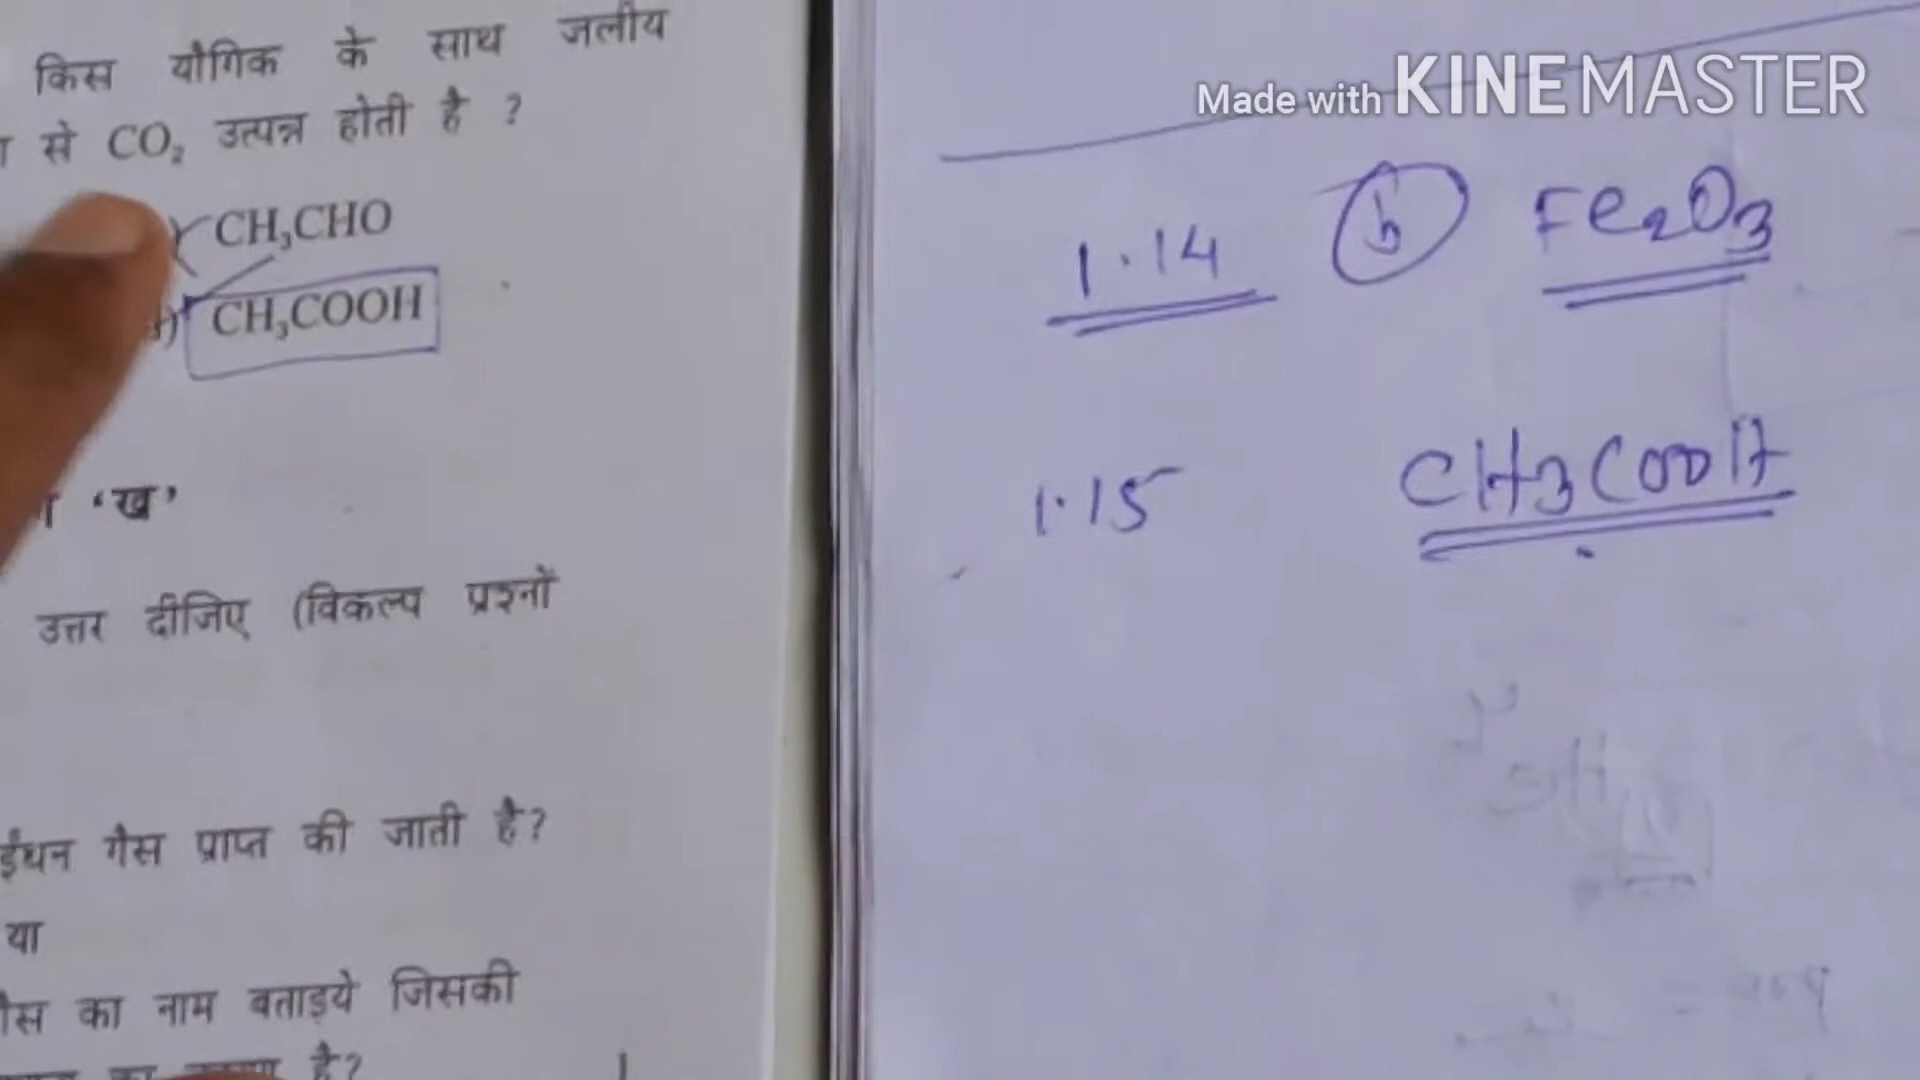 किस यौगिक के साथ जलीय
से CO₂ उत्पन्न होती है ?
CH₃CHO
CH₃COOH
'ख'
उत्तर दीजिए (विकल्प प्रश्नों
ईंधन गैस प्राप्त की जाती है?
या
का नाम बताइये जिसकी
है?
Made with KINEMASTER
1.14 b Fe₂O₃
1.15 CH₃COOH